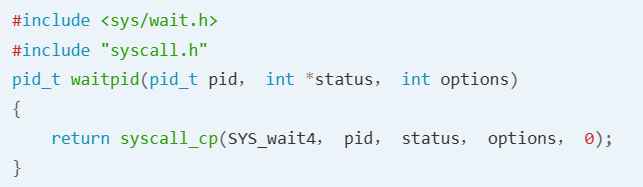 #include <sys/wait.h>
#include "syscall.h"
pid_t waitpid(pid_t pid, int *status, int options)
{
    return syscall_cp(SYS_wait4, pid, status, options, 0);
}